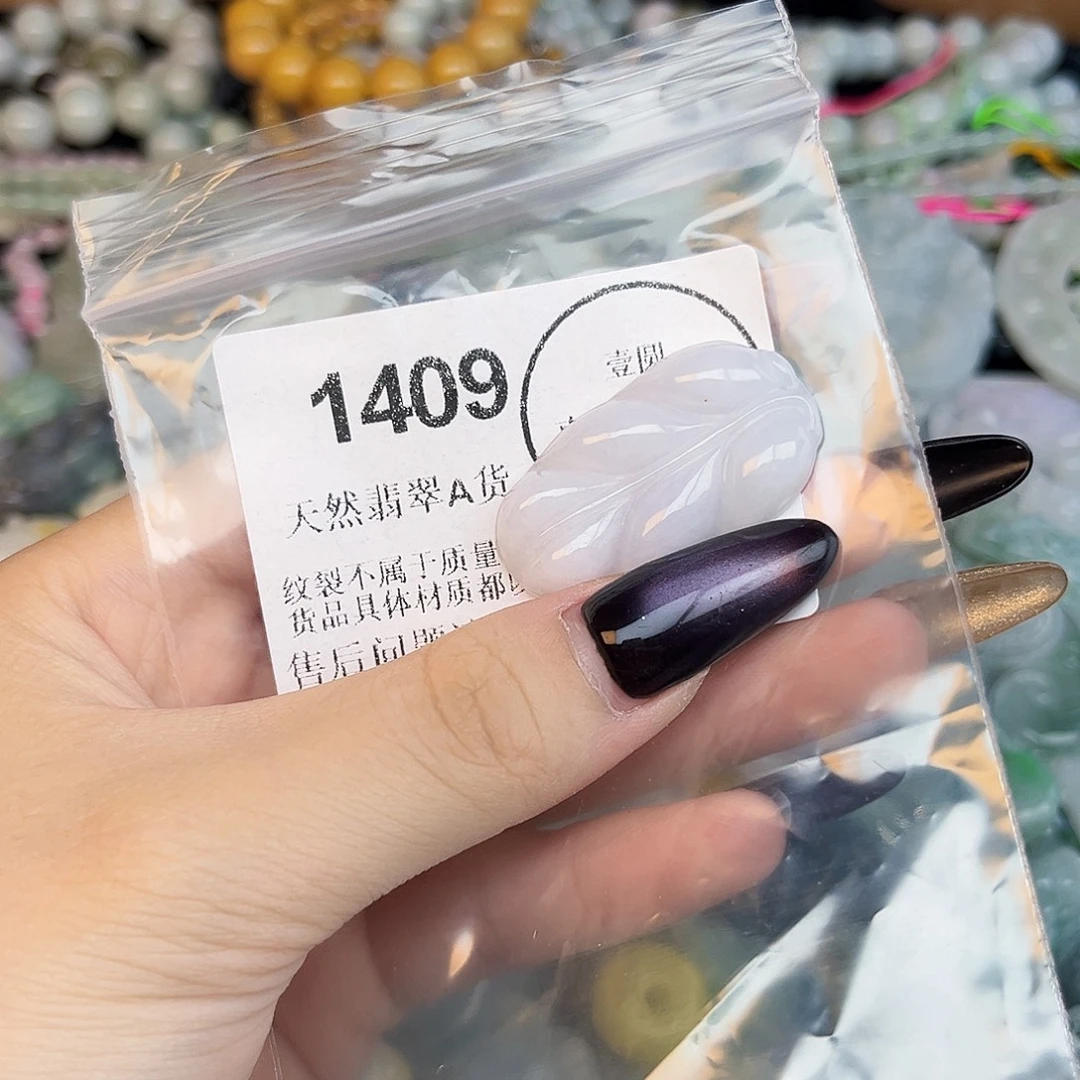 1409
壹圆
天然翡翠A货
纹裂不属于质量
货品具体材质都
售后问题